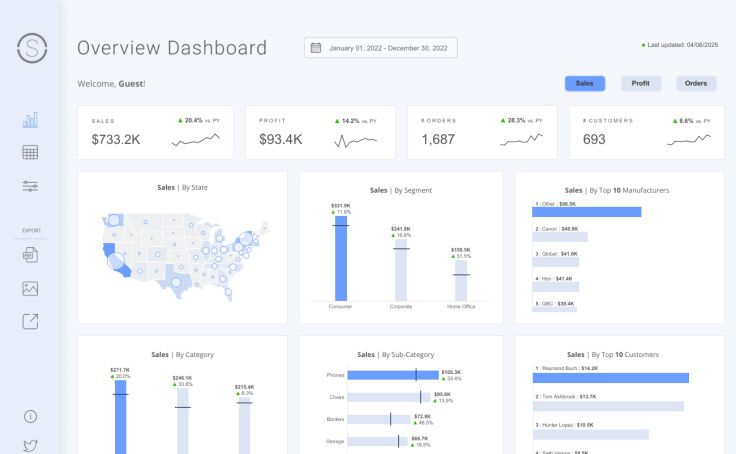 S
Overview Dashboard
January 01, 2022 - December 30, 2022
Last updated: 04/06/2025
Welcome, Guest!
Sales
Profit
Orders
SALES
▲ 20.4% vs. PY
$733.2K
PROFIT
▲ 14.2% vs. PY
$93.4K
# ORDERS
▲ 28.3% vs. PY
1,687
# CUSTOMERS
▲ 8.6% vs. PY
693
EXPORT
Sales | By State
Sales | By Segment
$331.9K
▲ 11.8%
$241.8K
▲ 16.6%
$159.5K
▲ 51.5%
Consumer
Corporate
Home Office
Sales | By Top 10 Manufacturers
1 | Other | $96.5K
2 | Canon | $48.9K
3 | Global | $41.6K
4 | Hon | $41.4K
5 | GBC | $39.4K
Sales | By Category
$271.7K
▲ 20.0%
$246.1K
▲ 33.8%
$215.4K
▲ 8.3%
Sales | By Sub-Category
Phones
$105.3K
▲ 33.4%
Chairs
$95.6K
▲ 13.9%
Binders
$72.8K
▲ 46.5%
Storage
$69.7K
▲ 18.5%
Sales | By Top 10 Customers
1 | Raymond Buch | $14.2K
2 | Tom Ashbrook | $13.7K
3 | Hunter Lopez | $10.5K